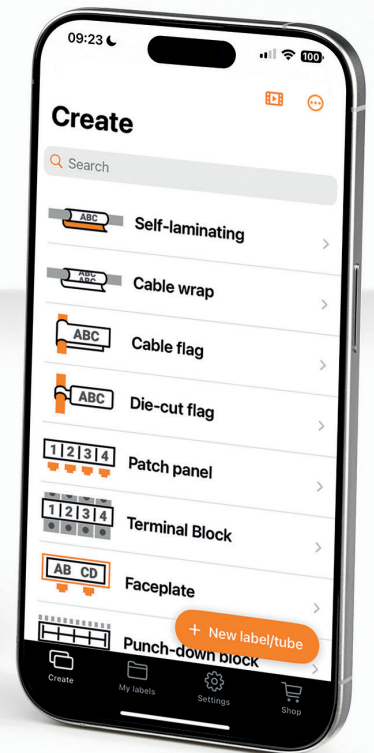 09:23
100
Create
Search
ABC
Self-laminating
ABC
ABC
Cable wrap
ABC
Cable flag
ABC
Die-cut flag
1 2 3 4
Patch panel
1 2 3 4
Terminal Block
AB CD
Faceplate
+ New label/tube
Punch-down block
Create
My labels
Settings
Shop